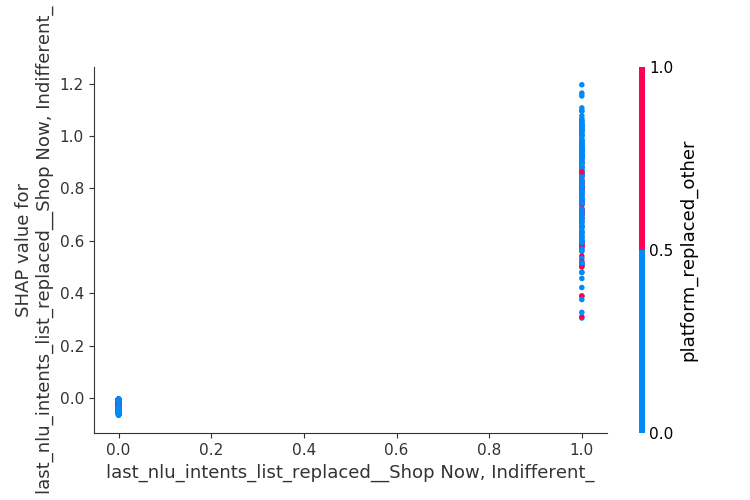 SHAP value for
last_nlu_intents_list_replaced__Shop Now, Indifferent_
1.2
1.0
0.8
0.6
0.4
0.2
0.0
0.0 0.2 0.4 0.6 0.8 1.0
last_nlu_intents_list_replaced__Shop Now, Indifferent_
1.0
0.5
0.0
platform_replaced_other